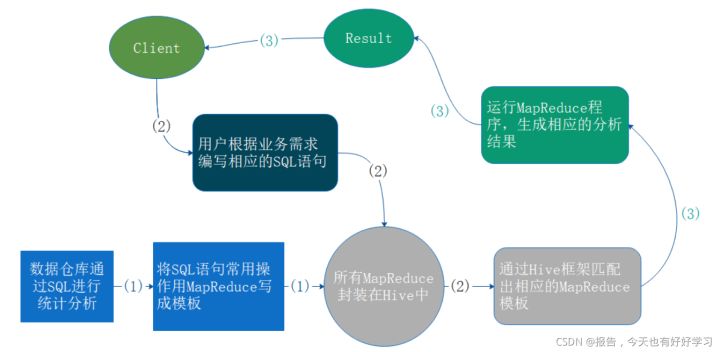 Client
(3)
Result
(2)
用户根据业务需求
编写相应的SQL语句
(2)
(3)
运行MapReduce程
序，生成相应的分析
结果
(3)
数据仓库通
过SQL进行
统计分析
(1)
将SQL语句常用操
作用MapReduce写
成模板
(1)
所有MapReduce
封装在Hive中
(2)
通过Hive框架匹配
出相应的MapReduce
模板
CSDN @报告，今天也有好好学习